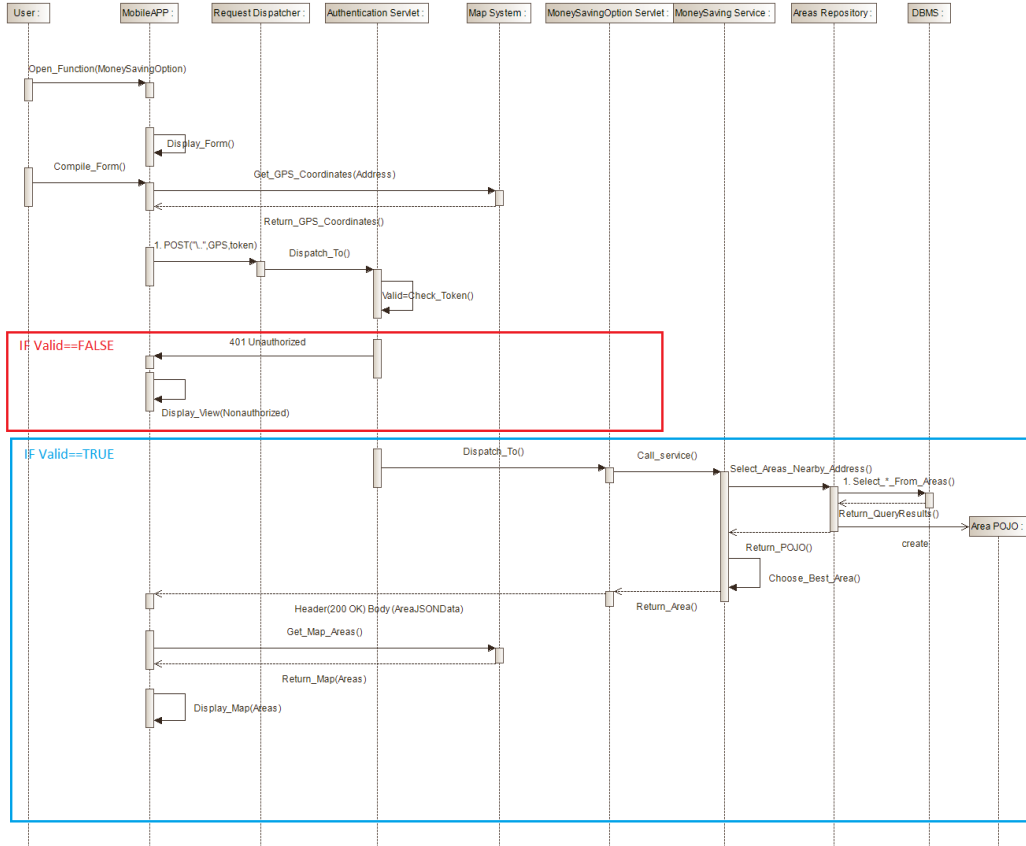 User :
MobileAPP :
Request Dispatcher :
Authentication Servlet :
Map System :
MoneySavingOption Servlet :
MoneySaving Service :
Areas Repository :
DBMS :
Open_Function(MoneySavingOption)
Display_Form()
Compile_Form()
Get_GPS_Coordinates(Address)
Return_GPS_Coordinates()
1. POST("\..",GPS,token)
Dispatch_To()
Valid=Check_Token()
IF Valid==FALSE
401 Unauthorized
Display_View(Nonauthorized)
IF Valid==TRUE
Dispatch_To()
Call_service()
Select_Areas_Nearby_Address()
1. Select_*_From_Areas()
Return_QueryResults()
Area POJO :
create
Return_POJO()
Choose_Best_Area()
Return_Area()
Header(200 OK) Body (AreaJSONData)
Get_Map_Areas()
Return_Map(Areas)
Display_Map(Areas)